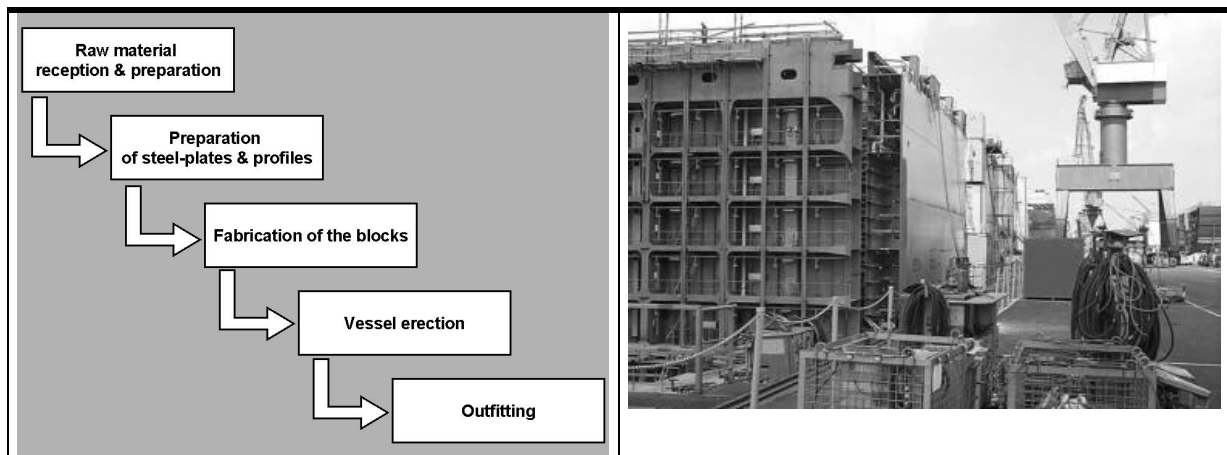 Raw material
reception & preparation
Preparation
of steel-plates & profiles
Fabrication of the blocks
Vessel erection
Outfitting